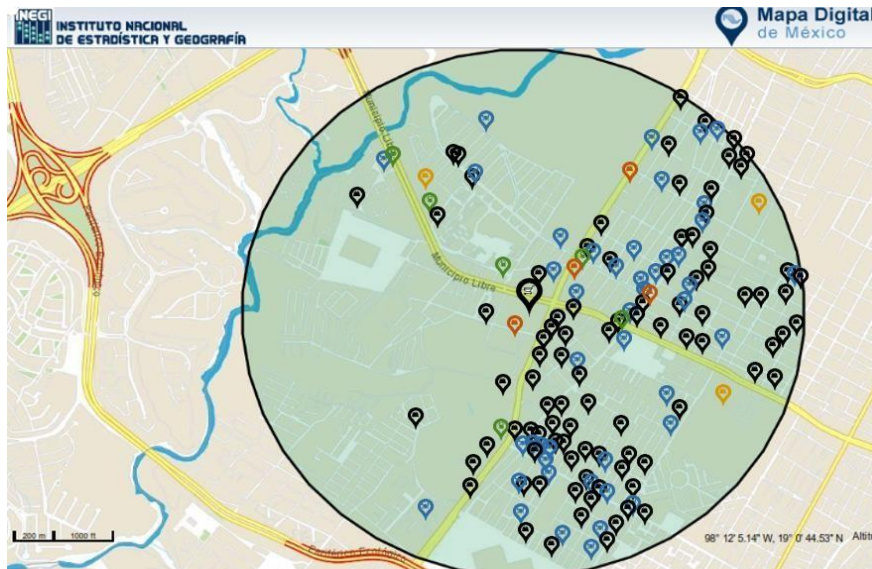 INEGI
INSTITUTO NACIONAL
DE ESTADÍSTICA Y GEOGRAFÍA
Mapa Digital
de México
Municipio Libre
Municipio Libre
200 m
1000 ft
98° 12' 5.14" W, 19° 0' 44.53" N Altit